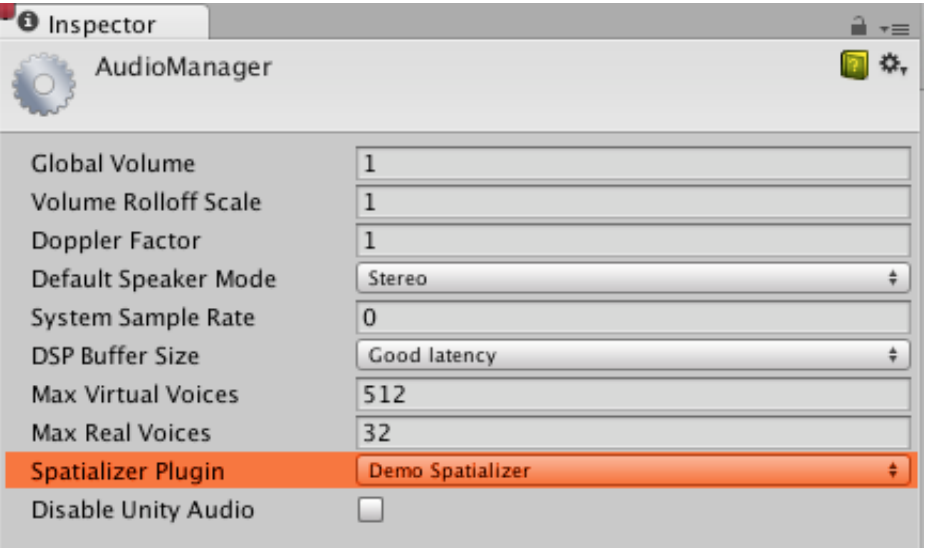 Inspector
AudioManager
Global Volume 1
Volume Rolloff Scale 1
Doppler Factor 1
Default Speaker Mode Stereo
System Sample Rate 0
DSP Buffer Size Good latency
Max Virtual Voices 512
Max Real Voices 32
Spatializer Plugin Demo Spatializer
Disable Unity Audio